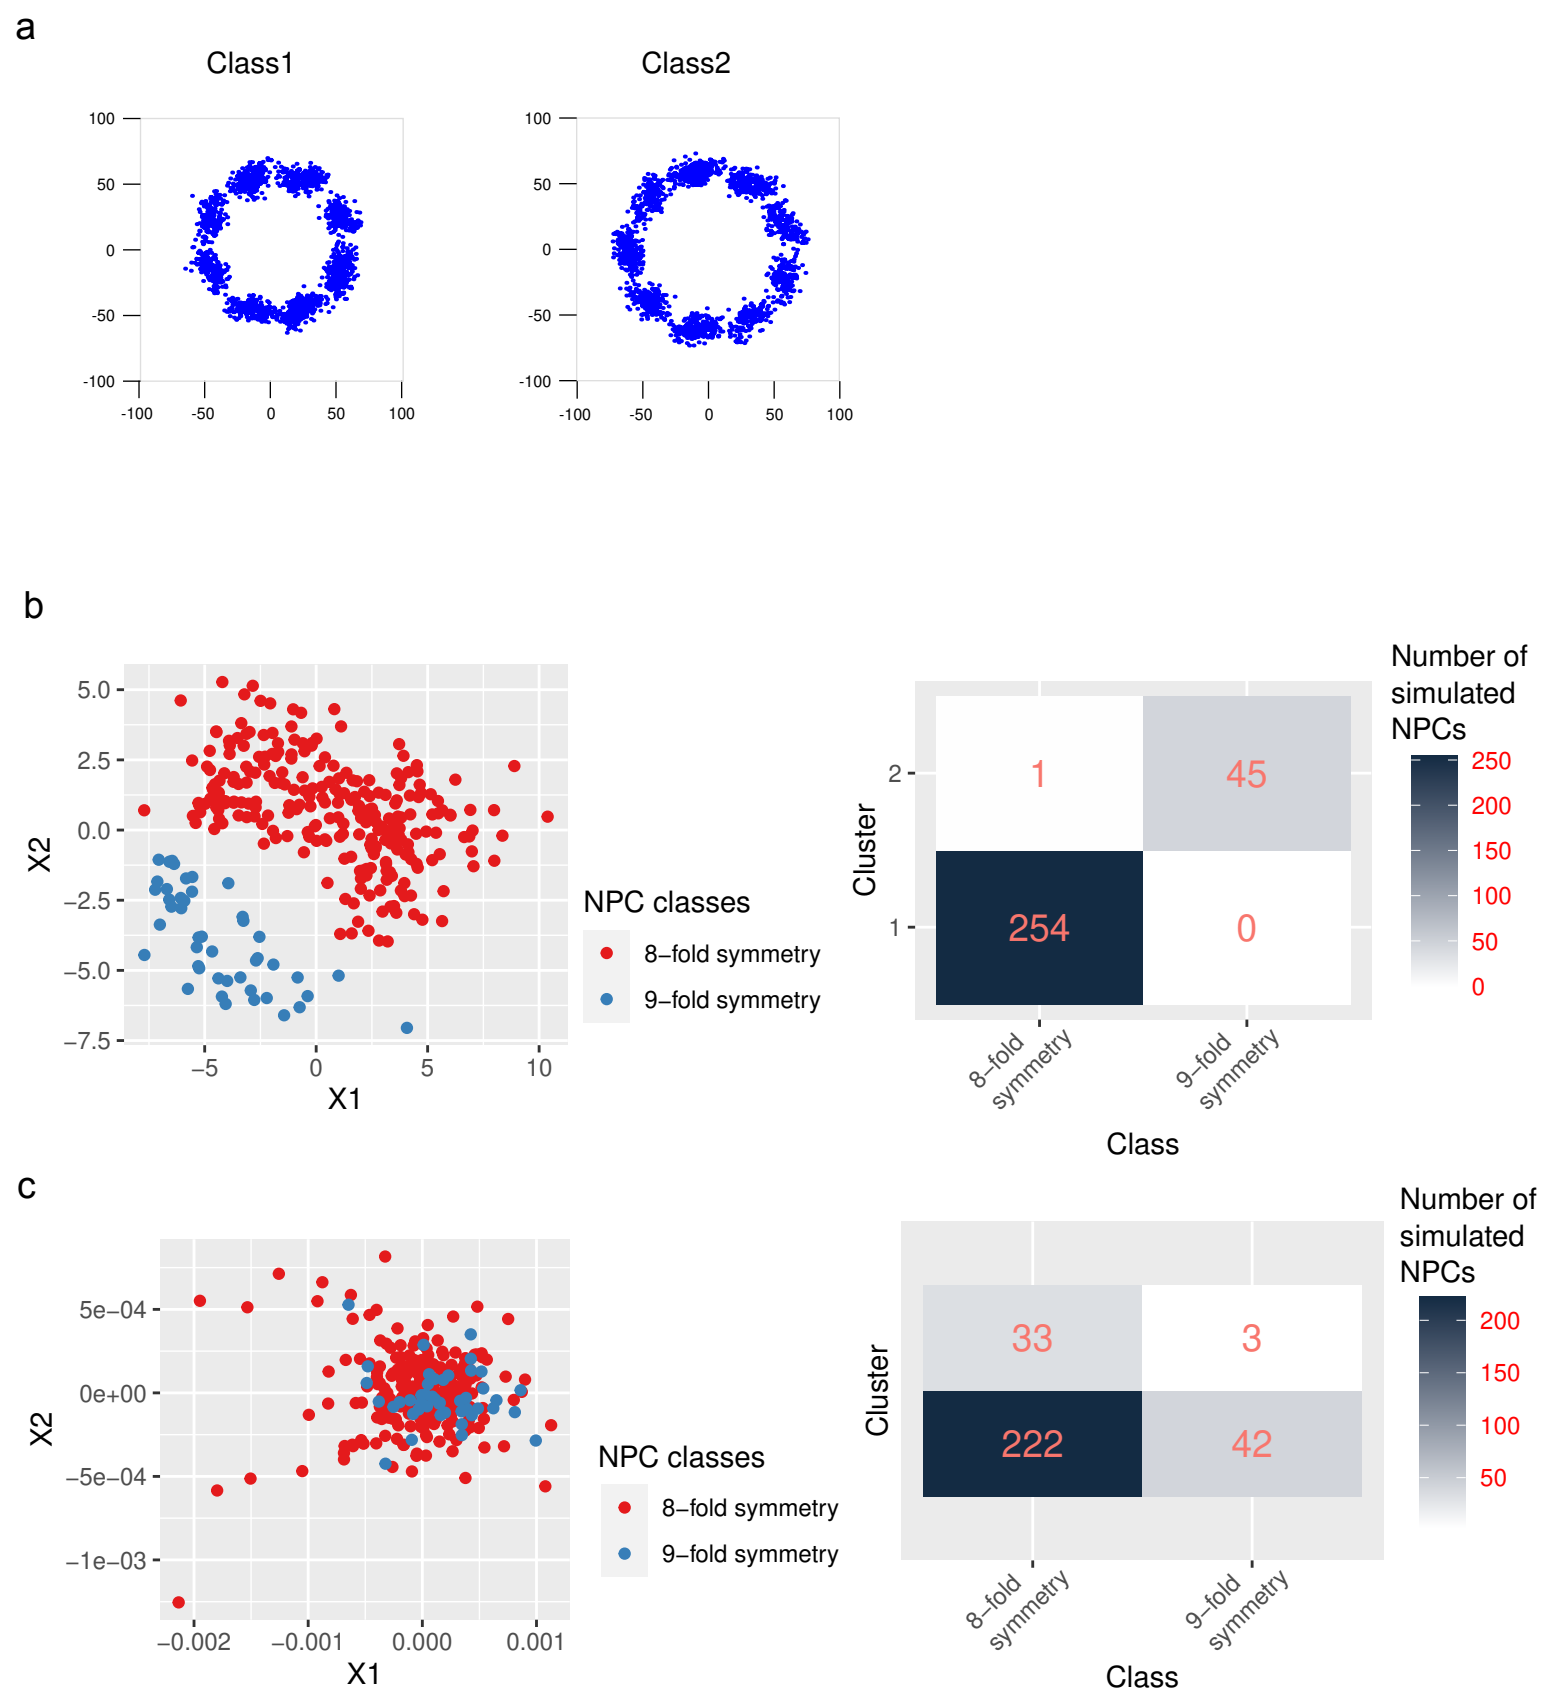 a
Class1
Class2
100
50
0
-50
-100
-100 -50 0 50 100
100
50
0
-50
-100
-100 -50 0 50 100
b
5.0
2.5
0.0
−2.5
−5.0
−7.5
X2
−5 0 5 10
X1
NPC classes
8−fold symmetry
9−fold symmetry
Cluster
2
1
1 45
254 0
8−fold
symmetry
9−fold
symmetry
Class
Number of
simulated
NPCs
250
200
150
100
50
0
c
5e−04
0e+00
−5e−04
−1e−03
X2
−0.002 −0.001 0.000 0.001
X1
NPC classes
8−fold symmetry
9−fold symmetry
Cluster
33 3
222 42
8−fold
symmetry
9−fold
symmetry
Class
Number of
simulated
NPCs
200
150
100
50